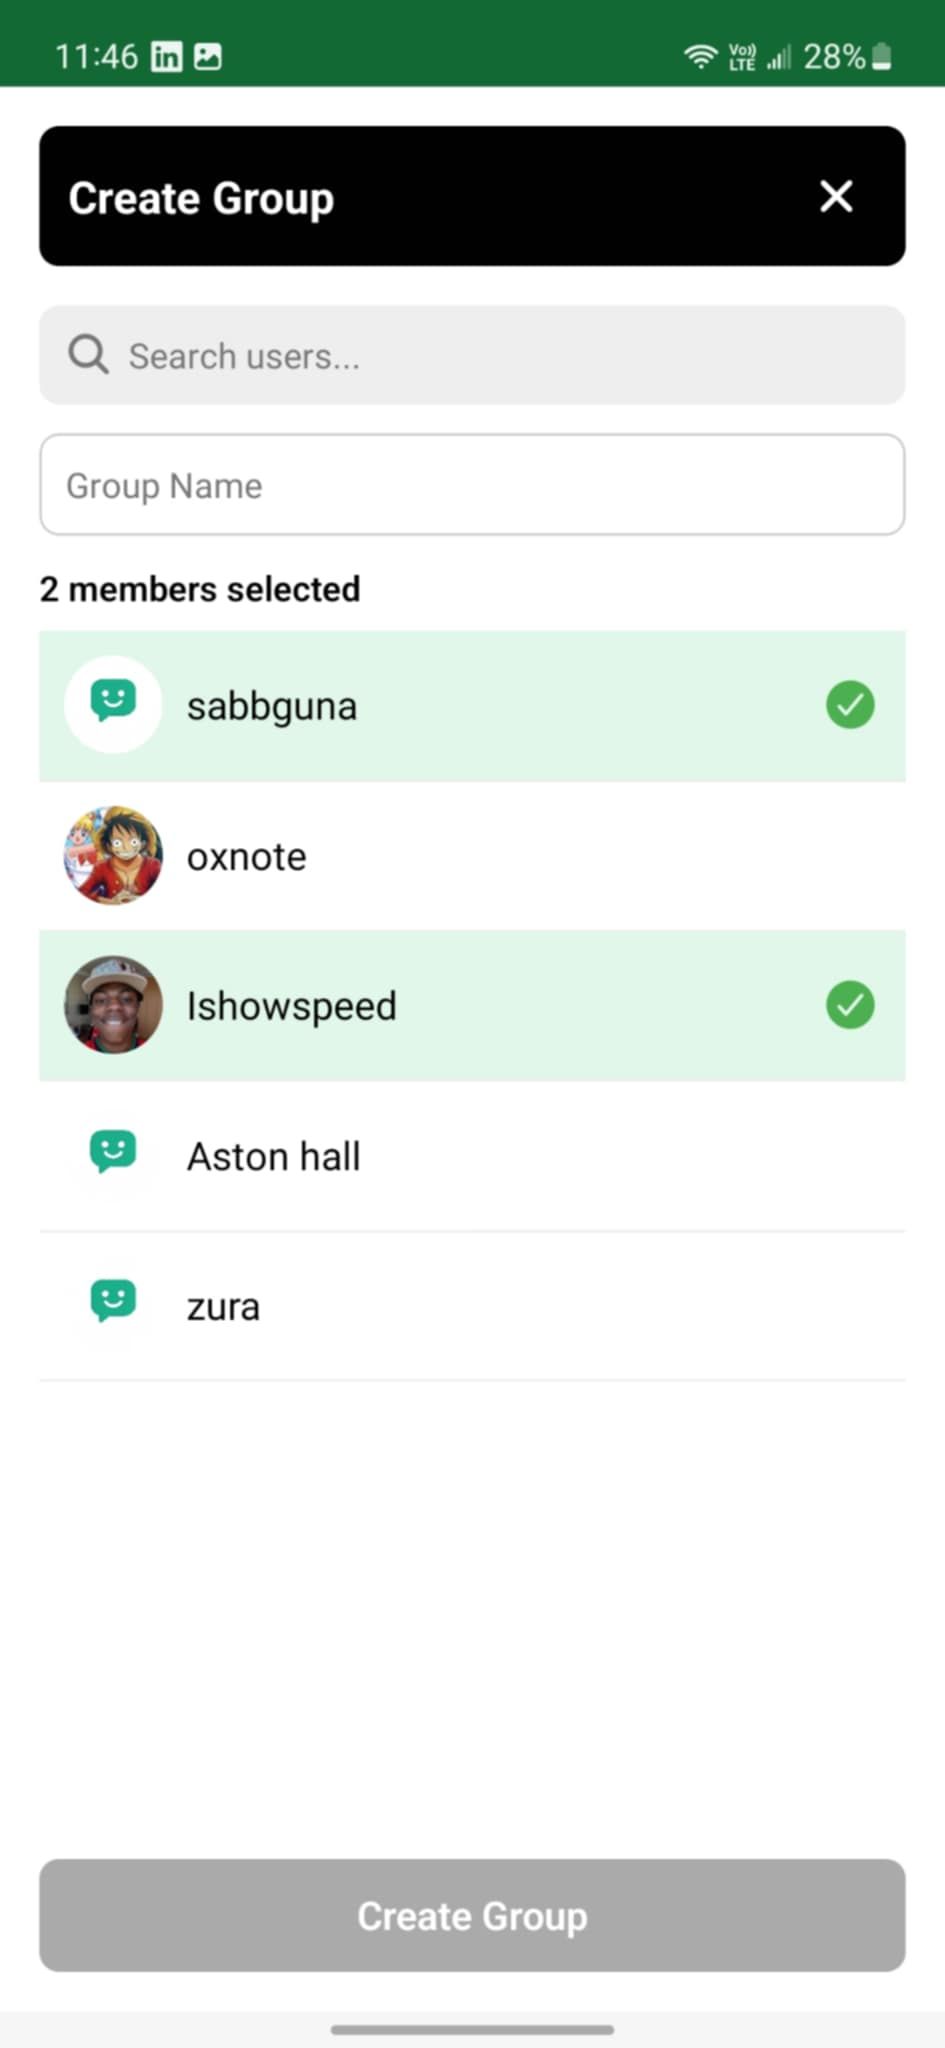 11:46 in Vo)) LTE 28%
Create Group
Search users...
Group Name
2 members selected
sabbguna
oxnote
Ishowspeed
Aston hall
zura
Create Group